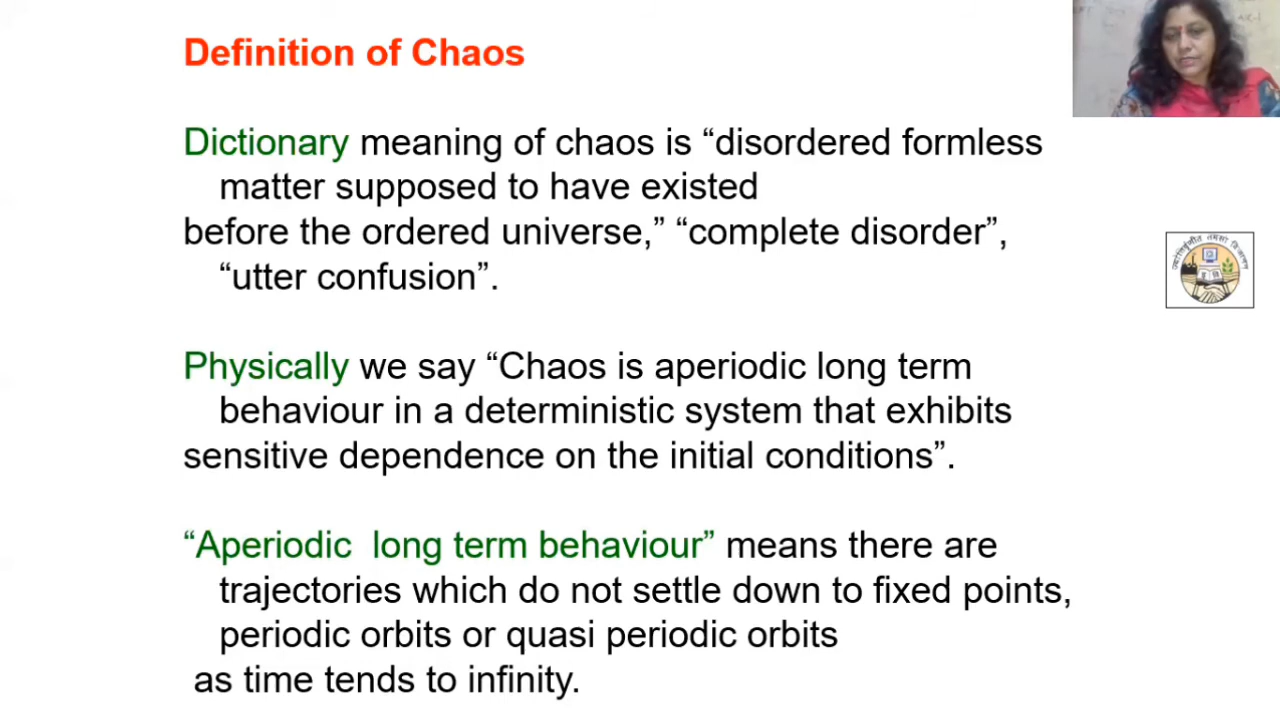 Definition of Chaos
Dictionary meaning of chaos is “disordered formless
matter supposed to have existed
before the ordered universe,” “complete disorder”,
“utter confusion”.
Physically we say “Chaos is aperiodic long term
behaviour in a deterministic system that exhibits
sensitive dependence on the initial conditions”.
“Aperiodic long term behaviour” means there are
trajectories which do not settle down to fixed points,
periodic orbits or quasi periodic orbits
as time tends to infinity.